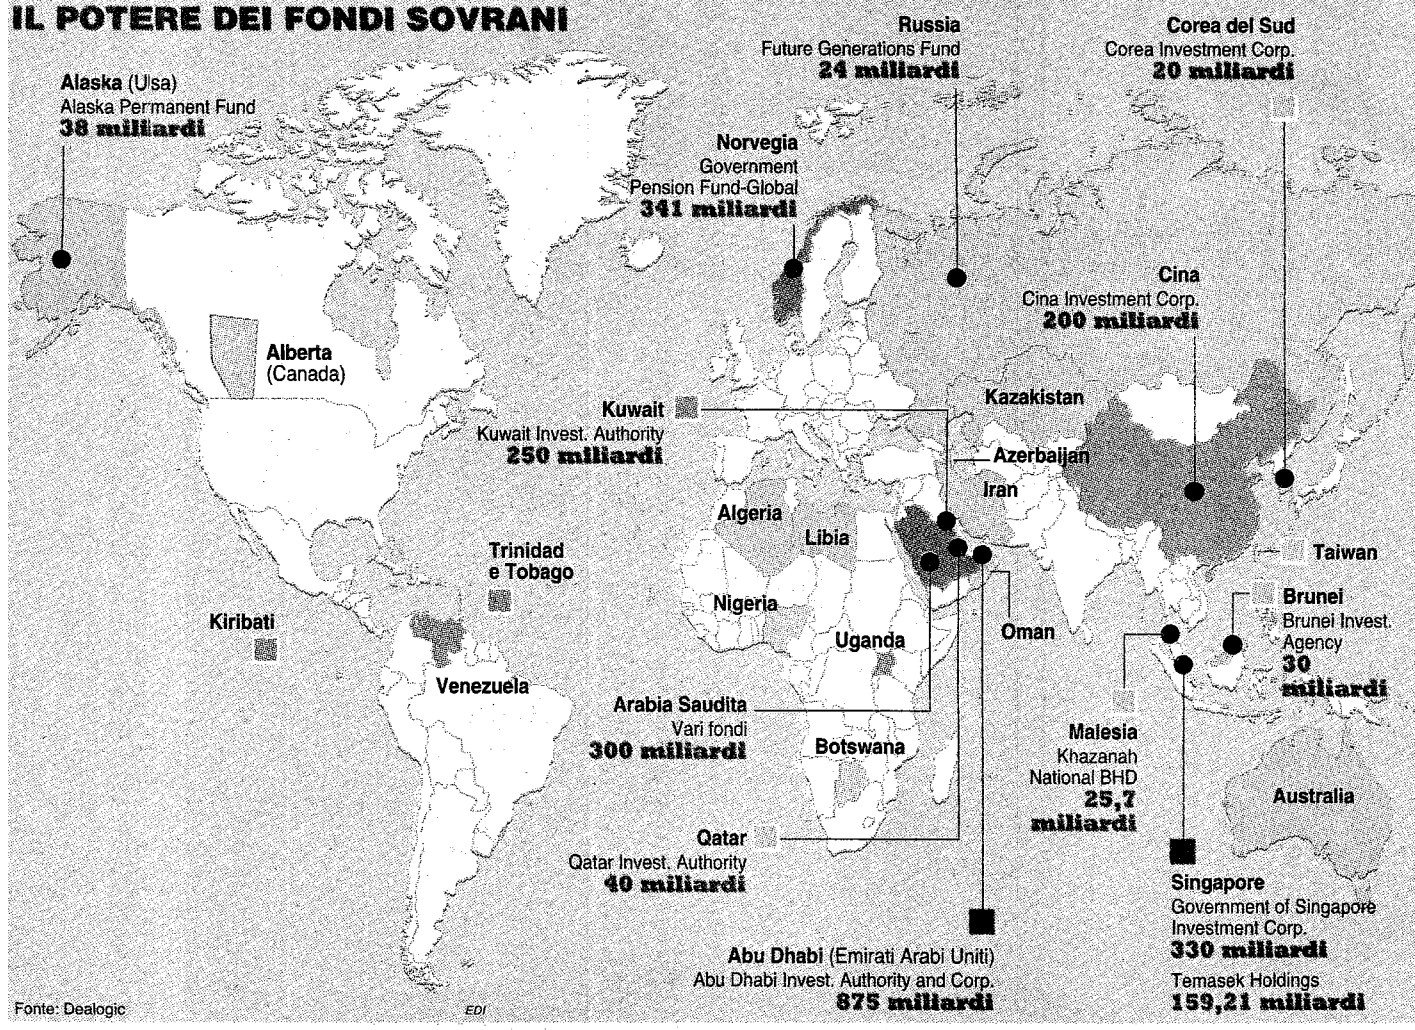 IL POTERE DEI FONDI SOVRANI
Alaska (Usa)
Alaska Permanent Fund
38 miliardi
Russia
Future Generations Fund
24 miliardi
Corea del Sud
Corea Investment Corp.
20 miliardi
Norvegia
Government
Pension Fund-Global
341 miliardi
Cina
Cina Investment Corp.
200 miliardi
Alberta
(Canada)
Kazakistan
Kuwait
Kuwait Invest. Authority
250 miliardi
Azerbaijan
Iran
Algeria
Libia
Trinidad
e Tobago
Taiwan
Kiribati
Nigeria
Uganda
Oman
Brunei
Brunei Invest.
Agency
30
miliardi
Venezuela
Arabia Saudita
Vari fondi
300 miliardi
Botswana
Malesia
Khazanah
National BHD
25,7
miliardi
Australia
Qatar
Qatar Invest. Authority
40 miliardi
Singapore
Government of Singapore
Investment Corp.
330 miliardi
Temasek Holdings
159,21 miliardi
Abu Dhabi (Emirati Arabi Uniti)
Abu Dhabi Invest. Authority and Corp.
875 miliardi
Fonte: Dealogic
EDI